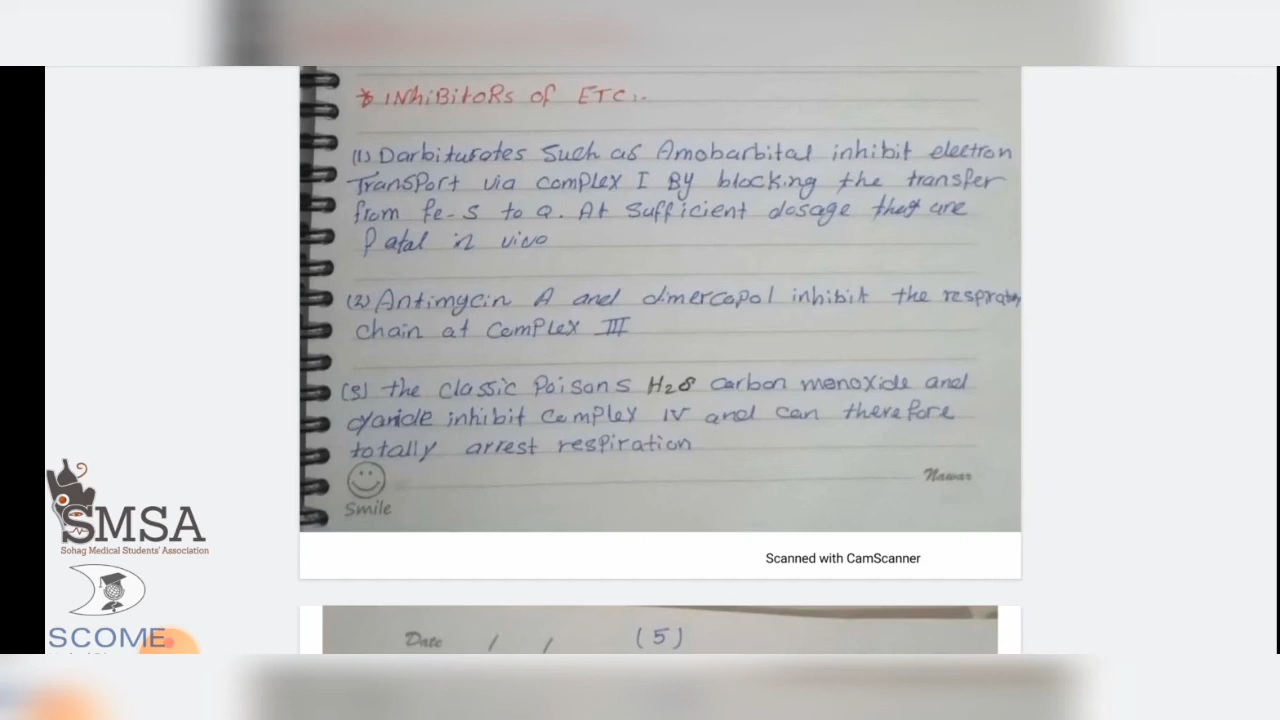 * INhiBitoRs of ETC:.
(1) Darbiturotes Such as Amobarbital inhibit electron
Transport via complex I By blocking the transfer
from fe-S to Q. At Sufficient dosage they are
fatal in vivo
(2) Antimycin A and dimercapol inhibit the respiratory
chain at Complex III
(3) the classic Poisons H2S carbon monoxide and
cyanide inhibit Complex IV and can therefore
totally arrest respiration
Smile
Nawar
SMSA
Sohag Medical Students' Association
Scanned with CamScanner
SCOME
Date / / (5)